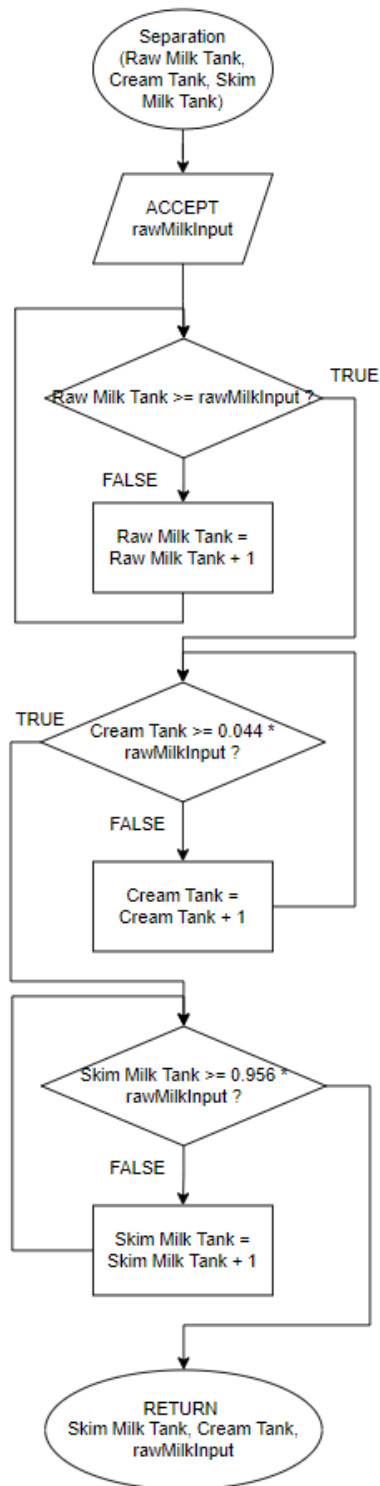 Separation
(Raw Milk Tank,
Cream Tank, Skim
Milk Tank)
ACCEPT
rawMilkInput
Raw Milk Tank >= rawMilkInput ?
TRUE
FALSE
Raw Milk Tank =
Raw Milk Tank + 1
TRUE
Cream Tank >= 0.044 *
rawMilkInput ?
FALSE
Cream Tank =
Cream Tank + 1
Skim Milk Tank >= 0.956 *
rawMilkInput ?
FALSE
Skim Milk Tank =
Skim Milk Tank + 1
RETURN
Skim Milk Tank, Cream Tank,
rawMilkInput